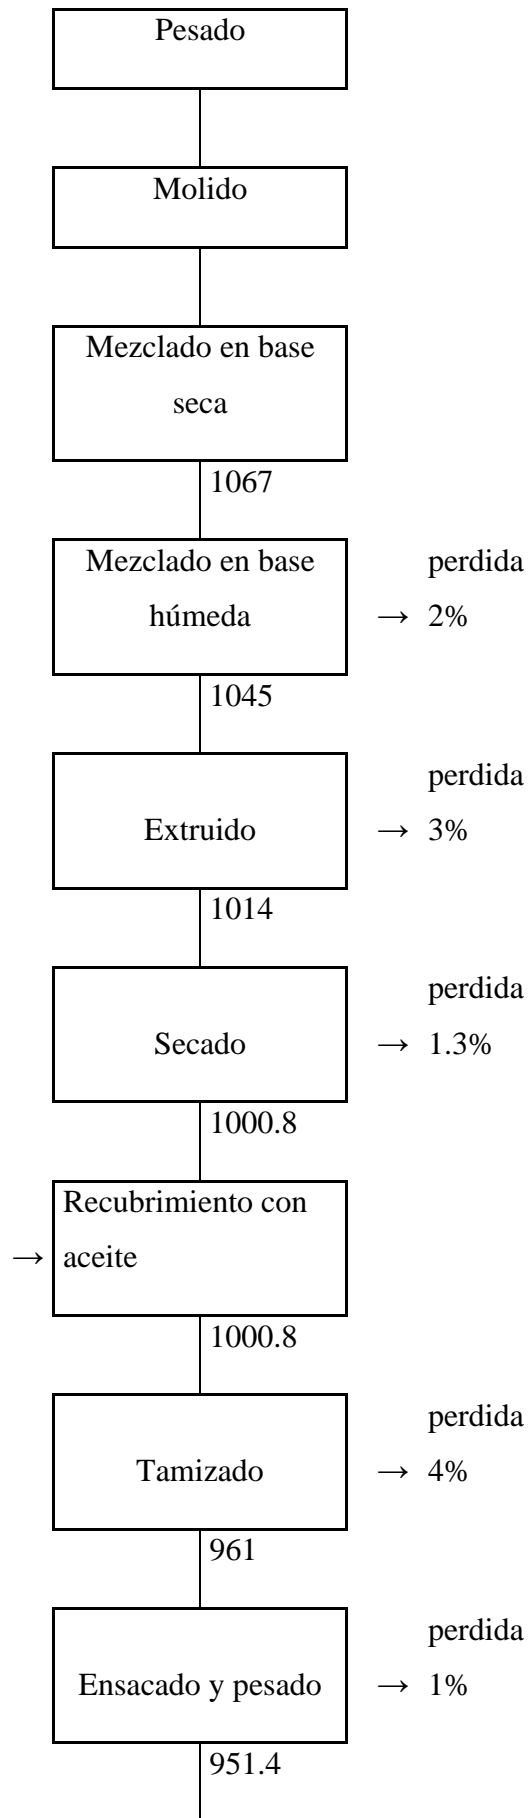 Pesado
Molido
Mezclado en base
seca
1067
Mezclado en base
húmeda
perdida
→ 2%
1045
Extruido
perdida
→ 3%
1014
Secado
perdida
→ 1.3%
1000.8
Recubrimiento con
→ aceite
1000.8
Tamizado
perdida
→ 4%
961
Ensacado y pesado
perdida
→ 1%
951.4